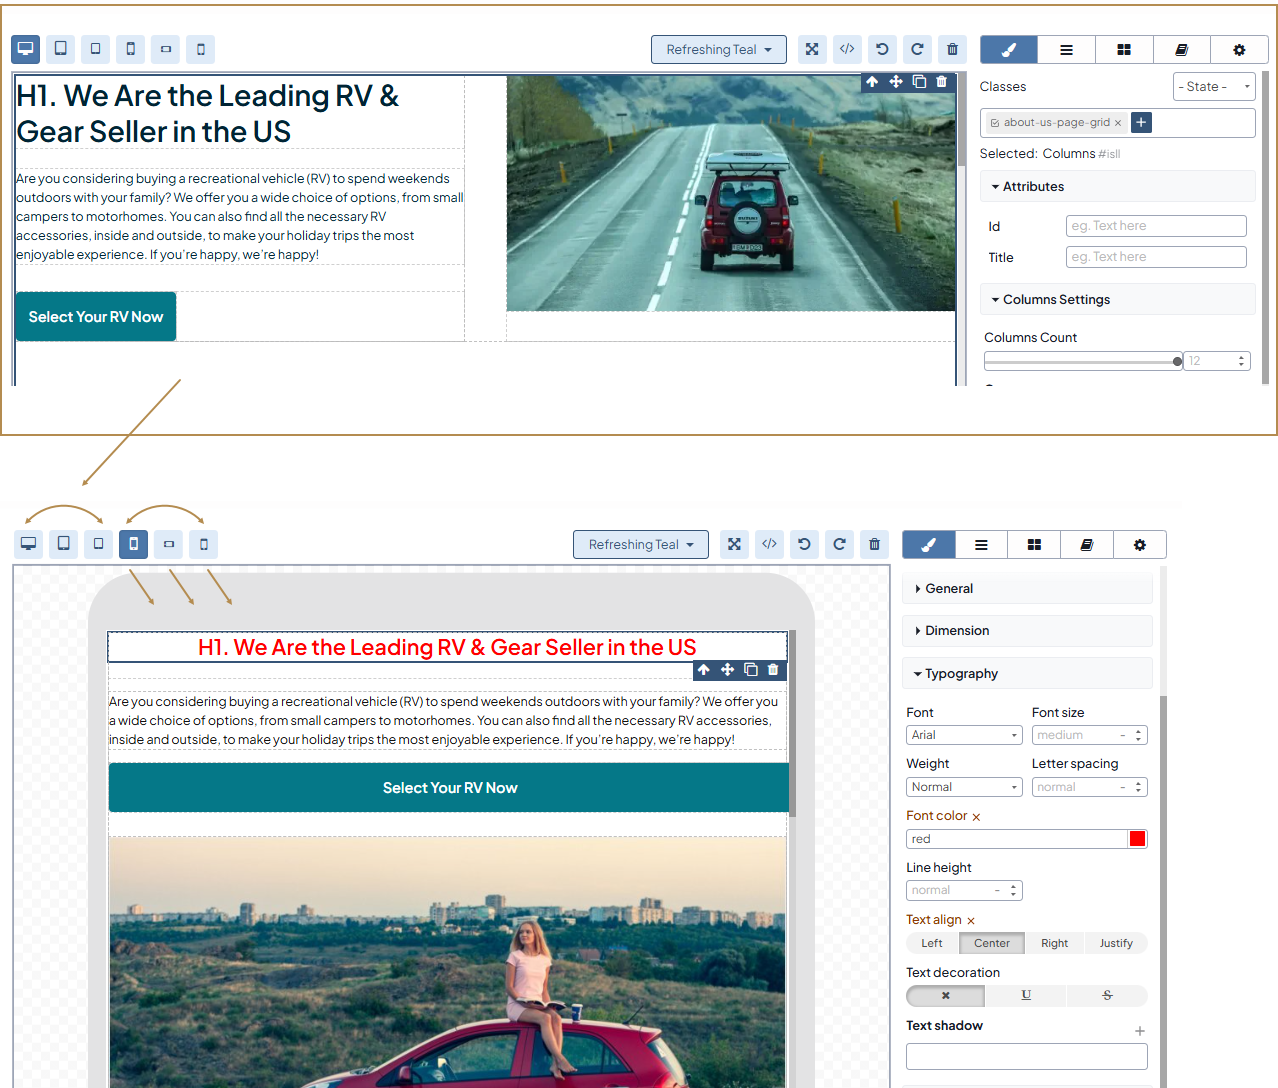 Refreshing Teal
</>
H1. We Are the Leading RV &
Gear Seller in the US
Are you considering buying a recreational vehicle (RV) to spend weekends
outdoors with your family? We offer you a wide choice of options, from small
campers to motorhomes. You can also find all the necessary RV
accessories, inside and outside, to make your holiday trips the most
enjoyable experience. If you're happy, we're happy!
Select Your RV Now
SUZUKI
Classes
- State -
about-us-page-grid ×
+
Selected: Columns #isll
Attributes
Id
eg. Text here
Title
eg. Text here
Columns Settings
Columns Count
12
Refreshing Teal
</>
H1. We Are the Leading RV & Gear Seller in the US
Are you considering buying a recreational vehicle (RV) to spend weekends outdoors with your family? We offer you
a wide choice of options, from small campers to motorhomes. You can also find all the necessary RV accessories,
inside and outside, to make your holiday trips the most enjoyable experience. If you're happy, we're happy!
Select Your RV Now
General
Dimension
Typography
Font
Font size
Arial
medium -
Weight
Letter spacing
Normal
normal -
Font color ×
red
Line height
normal -
Text align ×
Left Center Right Justify
Text decoration
× U S
Text shadow
+